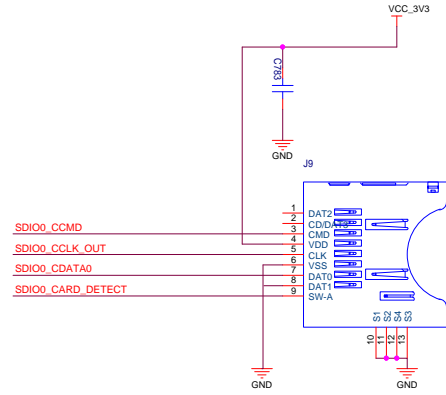 VCC_3V3
C783
GND
J9
1 DAT2
2 CD/DAT3
SDIO0_CCMD 3 CMD
4 VDD
SDIO0_CCLK_OUT 5 CLK
6 VSS
SDIO0_CDATA0 7 DAT0
8 DAT1
SDIO0_CARD_DETECT 9 SW-A
S1 S2 S4 S3
10 11 12 13
GND GND